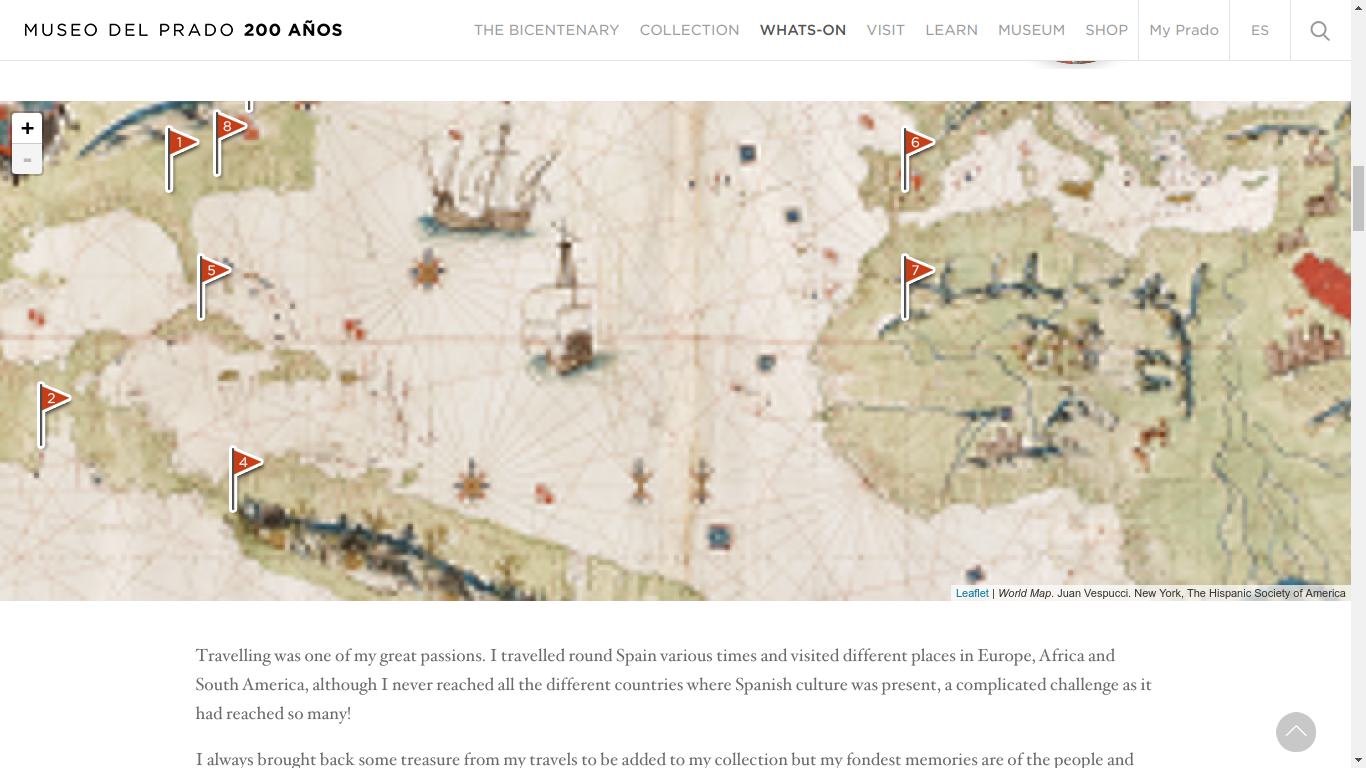 MUSEO DEL PRADO 200 AÑOS
THE BICENTENARY COLLECTION WHATS-ON VISIT LEARN MUSEUM SHOP My Prado ES
+
-
1
8
6
5
7
2
4
Leaflet | World Map. Juan Vespucci. New York, The Hispanic Society of America
Travelling was one of my great passions. I travelled round Spain various times and visited different places in Europe, Africa and
South America, although I never reached all the different countries where Spanish culture was present, a complicated challenge as it
had reached so many!
I always brought back some treasure from my travels to be added to my collection but my fondest memories are of the people and